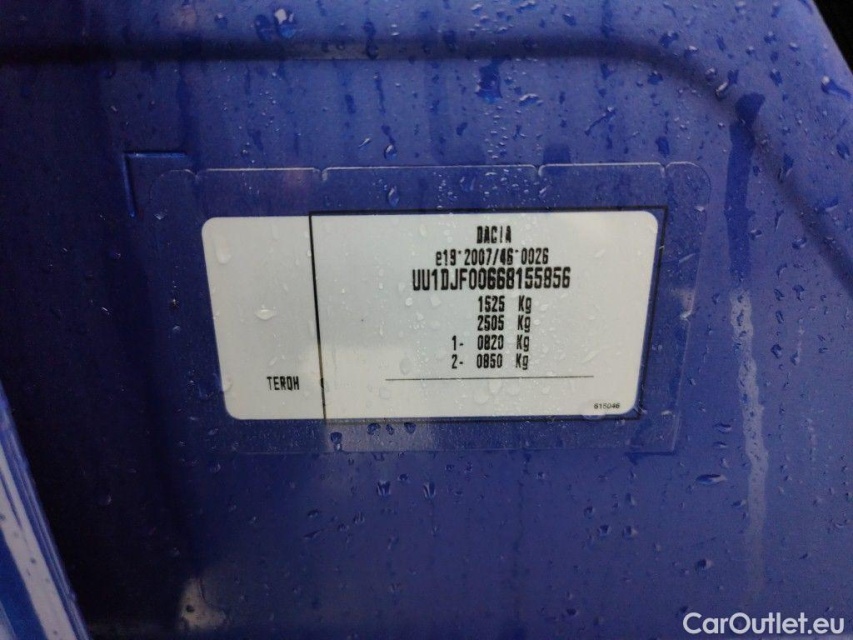 DACIA
e19*2007/46*0026
UU1DJF00668155856
1525 Kg
2505 Kg
1- 0820 Kg
2- 0850 Kg
TEROH
615046
CarOutlet.eu